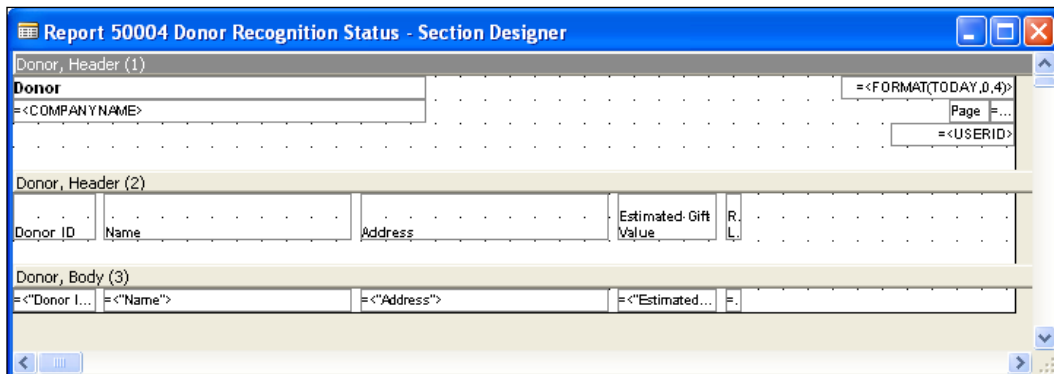 Report 50004 Donor Recognition Status - Section Designer
Donor, Header (1)
Donor =<FORMAT(TODAY,0,4)>
=<COMPANYNAME> Page =...
=<USERID>
Donor, Header (2)
Donor ID Name Address Estimated Gift Value R. L.
Donor, Body (3)
=<"Donor I... =<"Name"> =<"Address"> =<"Estimated... =.